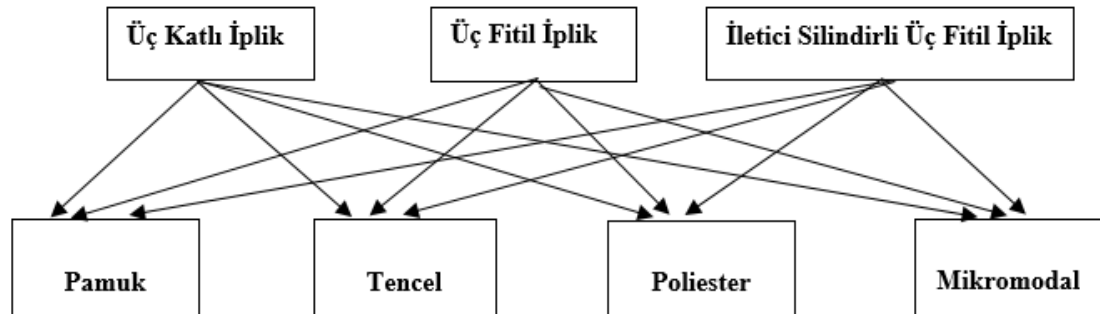 Üç Katlı İplik
Üç Fitil İplik
İletici Silindirli Üç Fitil İplik
Pamuk
Tencel
Poliester
Mikromodal